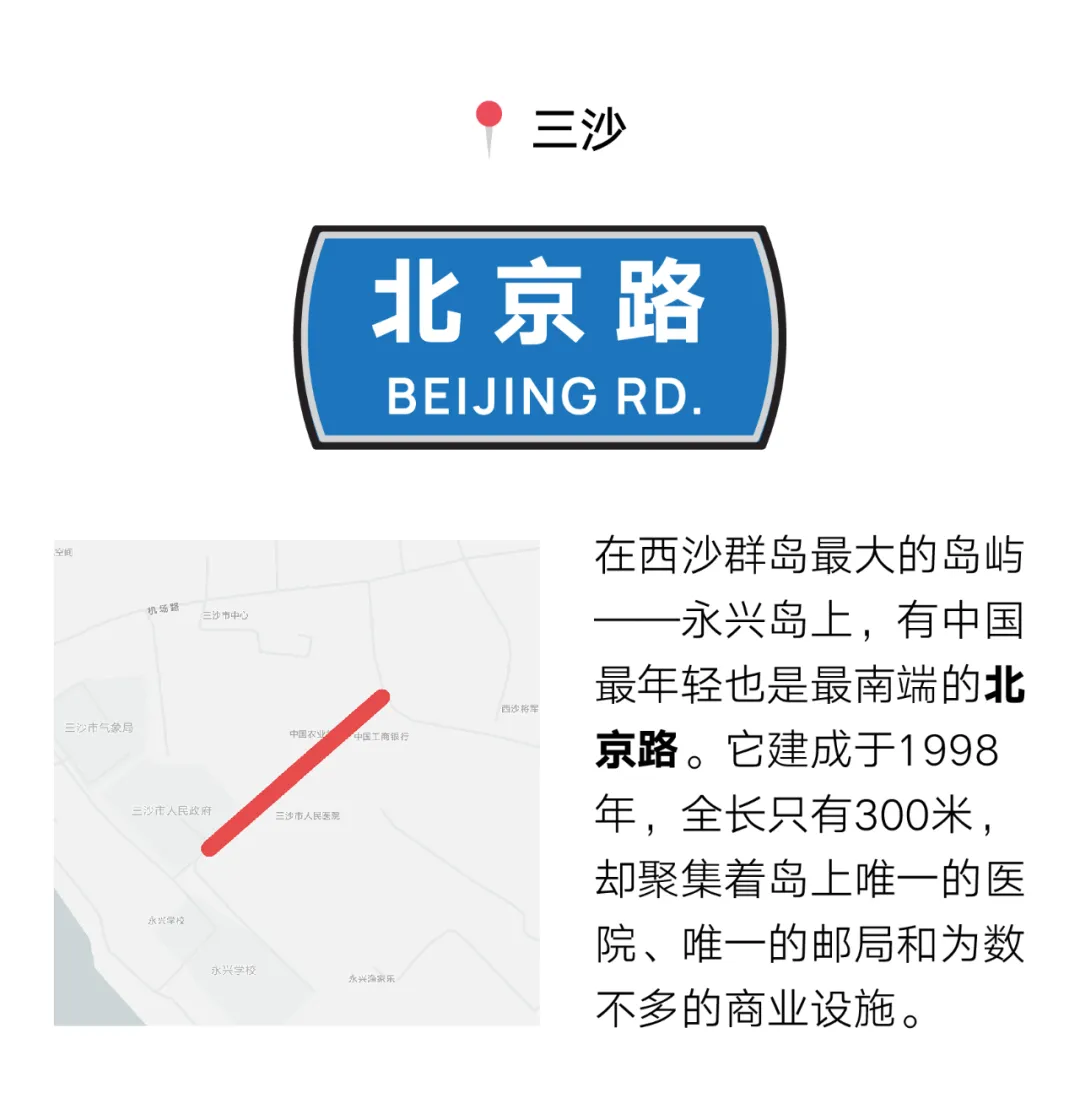 三沙
北京路
BEIJING RD.
在西沙群岛最大的岛屿
——永兴岛上，有中国
最年轻也是最南端的北
京路。它建成于1998
年，全长只有300米，
却聚集着岛上唯一的医
院、唯一的邮局和为数
不多的商业设施。
机场路
三沙市中心
西沙将军
三沙市气象局
中国农业
中国工商银行
三沙市人民政府
三沙市人民医院
永兴学校
永兴学校
永兴渔家乐